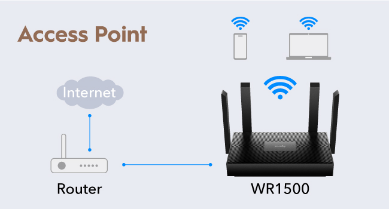 Access Point
Internet
Router
WR1500